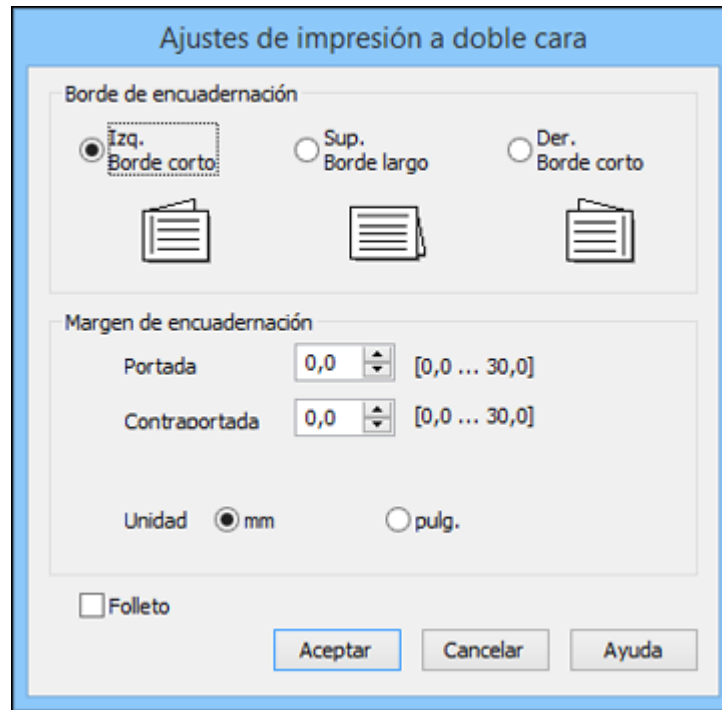 Ajustes de impresión a doble cara
Borde de encuadernación
Izq.
Borde corto
Sup.
Borde largo
Der.
Borde corto
Margen de encuadernación
Portada 0,0 [0,0 ... 30,0]
Contraportada 0,0 [0,0 ... 30,0]
Unidad mm pulg.
Folleto
Aceptar Cancelar Ayuda